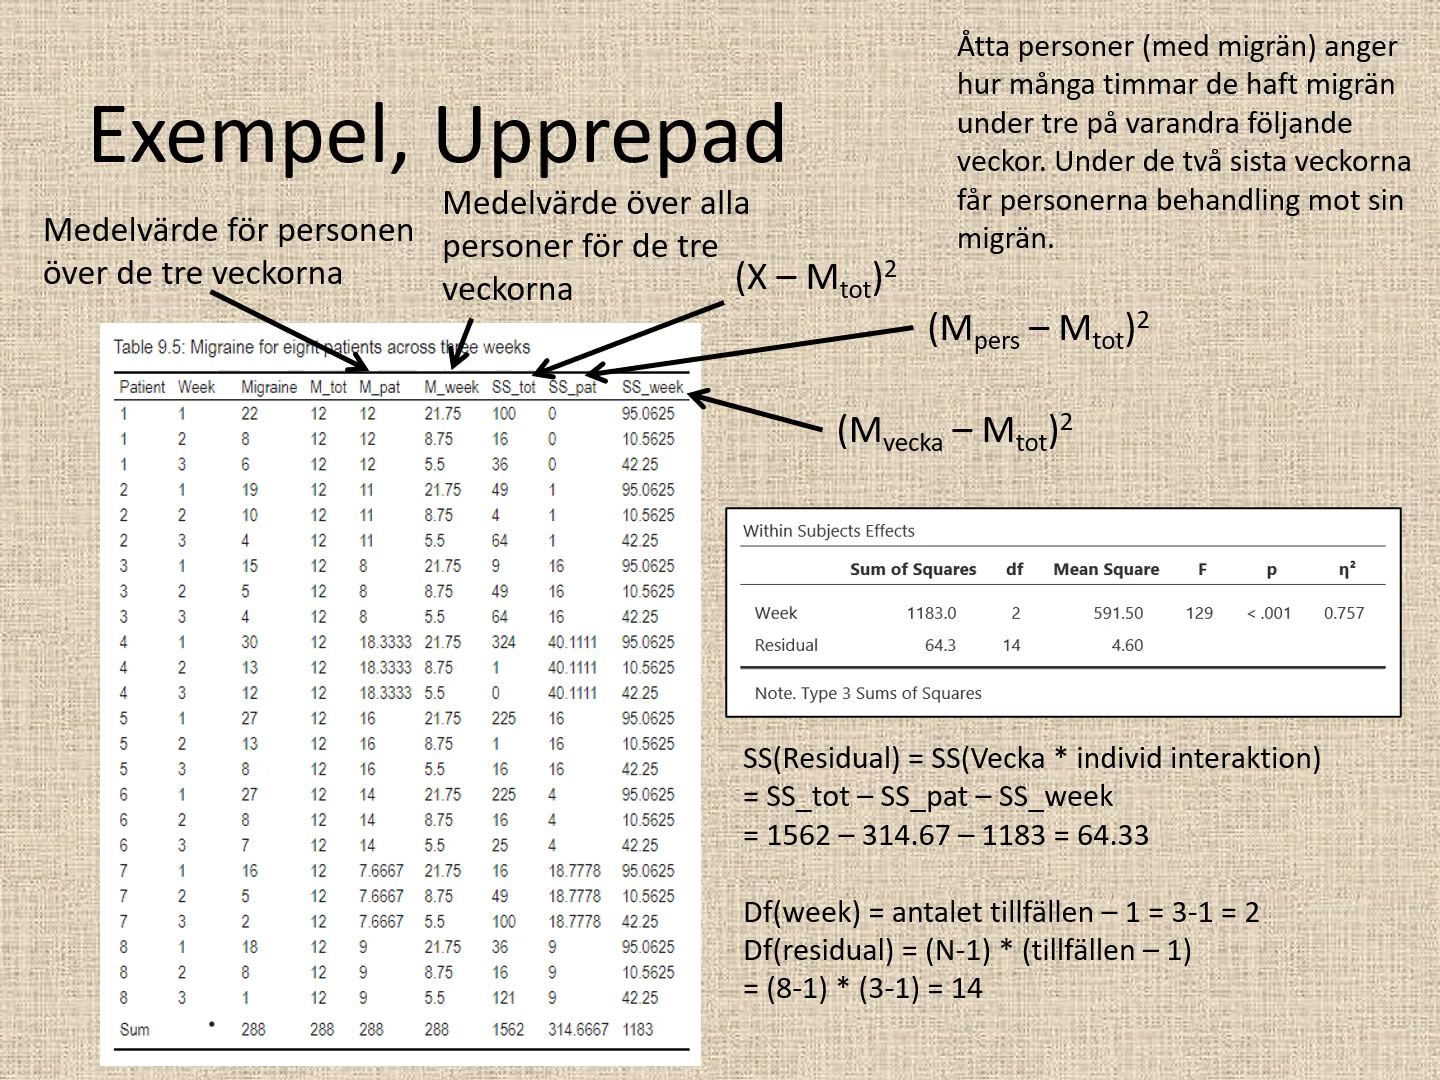 Åtta personer (med migrän) anger
hur många timmar de haft migrän
under tre på varandra följande
veckor. Under de två sista veckorna
får personerna behandling mot sin
migrän.
Exempel, Upprepad
Medelvärde för personen
över de tre veckorna
Medelvärde över alla
personer för de tre
veckorna
(X – Mtot)2
(Mpers – Mtot)2
(Mvecka – Mtot)2
Table 9.5: Migraine for eight patients across three weeks
Patient Week Migraine M_tot M_pat M_week SS_tot SS_pat SS_week
1 1 22 12 12 21.75 100 0 95.0625
1 2 8 12 12 8.75 16 0 10.5625
1 3 6 12 12 5.5 36 0 42.25
2 1 19 12 11 21.75 49 1 95.0625
2 2 10 12 11 8.75 4 1 10.5625
2 3 4 12 11 5.5 64 1 42.25
3 1 15 12 8 21.75 9 16 95.0625
3 2 5 12 8 8.75 49 16 10.5625
3 3 4 12 8 5.5 64 16 42.25
4 1 30 12 18.3333 21.75 324 40.1111 95.0625
4 2 13 12 18.3333 8.75 1 40.1111 10.5625
4 3 12 12 18.3333 5.5 0 40.1111 42.25
5 1 27 12 16 21.75 225 16 95.0625
5 2 13 12 16 8.75 1 16 10.5625
5 3 8 12 16 5.5 16 16 42.25
6 1 27 12 14 21.75 225 4 95.0625
6 2 8 12 14 8.75 16 4 10.5625
6 3 7 12 14 5.5 25 4 42.25
7 1 16 12 7.6667 21.75 16 18.7778 95.0625
7 2 5 12 7.6667 8.75 49 18.7778 10.5625
7 3 2 12 7.6667 5.5 100 18.7778 42.25
8 1 18 12 9 21.75 36 9 95.0625
8 2 8 12 9 8.75 16 9 10.5625
8 3 1 12 9 5.5 121 9 42.25
Sum • 288 288 288 288 1562 314.6667 1183
Within Subjects Effects
Sum of Squares df Mean Square F p η²
Week 1183.0 2 591.50 129 < .001 0.757
Residual 64.3 14 4.60
Note. Type 3 Sums of Squares
SS(Residual) = SS(Vecka * individ interaktion)
= SS_tot – SS_pat – SS_week
= 1562 – 314.67 – 1183 = 64.33
Df(week) = antalet tillfällen – 1 = 3-1 = 2
Df(residual) = (N-1) * (tillfällen – 1)
= (8-1) * (3-1) = 14